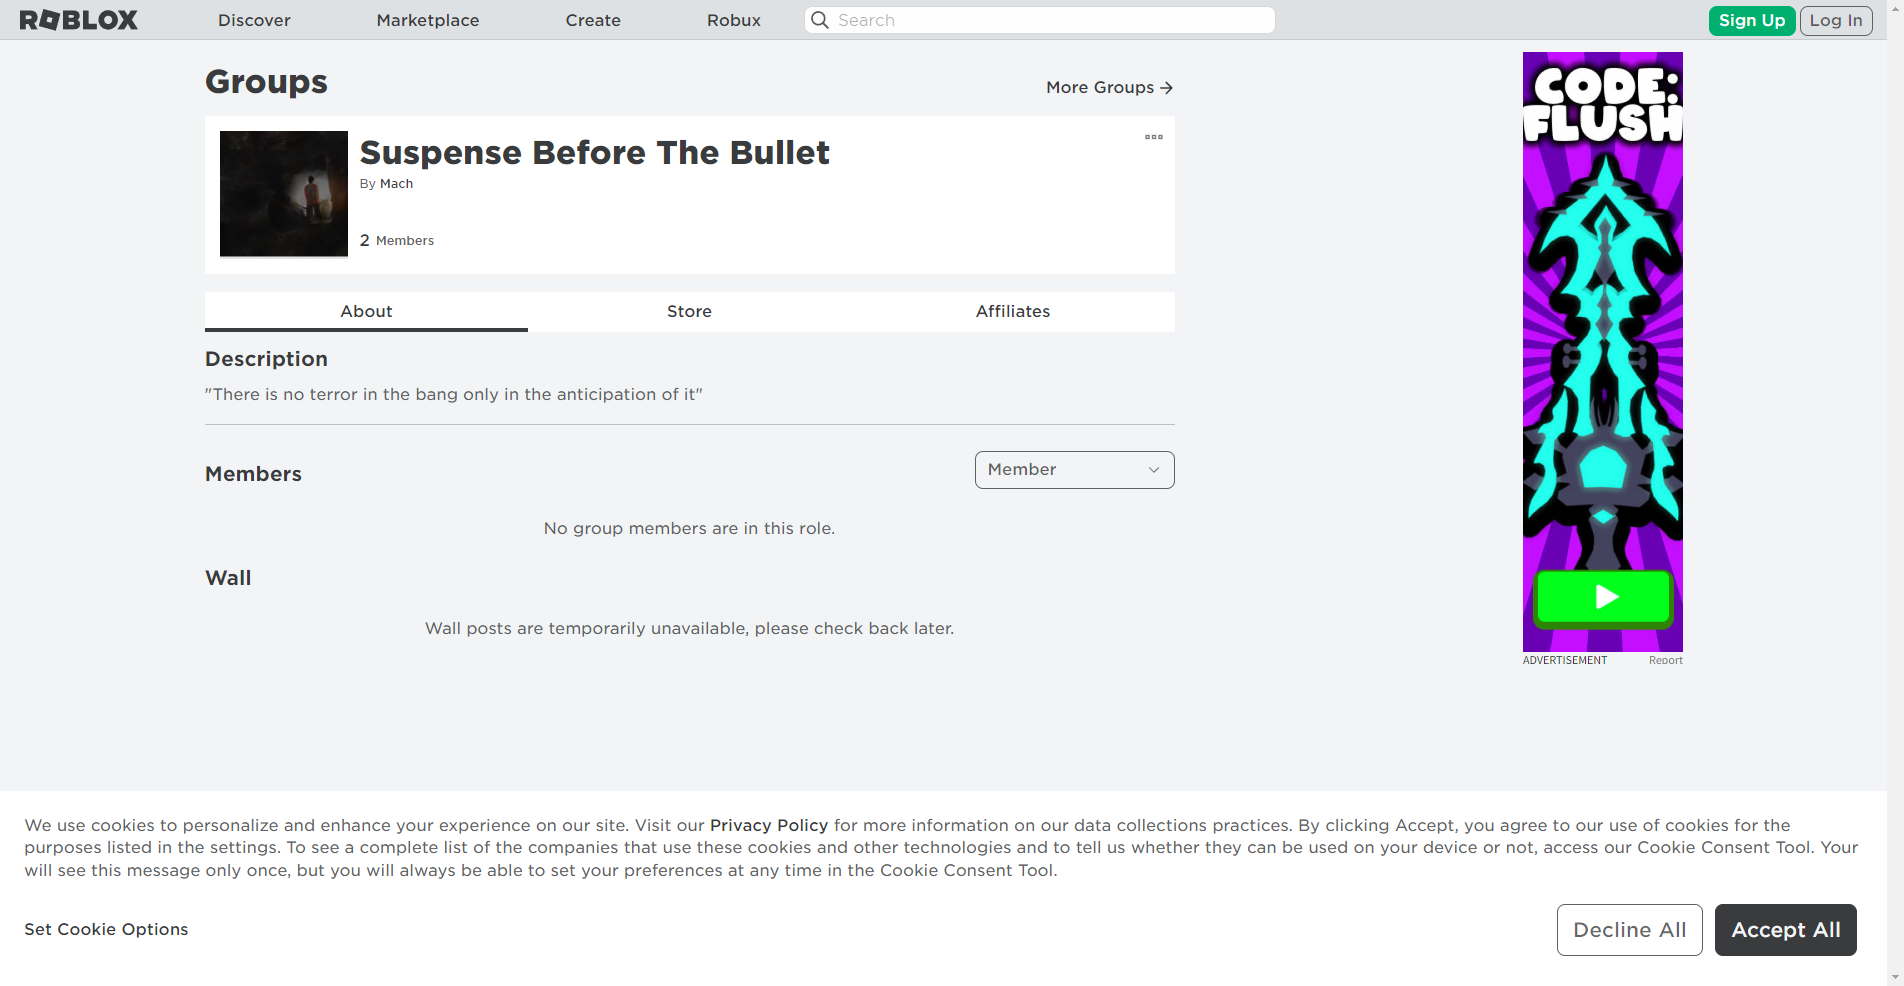 ROBLOX Discover Marketplace Create Robux Search Sign Up Log In
Groups
More Groups
Suspense Before The Bullet
By Mach
2 Members
About Store Affiliates
Description
"There is no terror in the bang only in the anticipation of it"
Members
Member
No group members are in this role.
Wall
Wall posts are temporarily unavailable, please check back later.
CODE:
FLUSH
ADVERTISEMENT Report
We use cookies to personalize and enhance your experience on our site. Visit our Privacy Policy for more information on our data collections practices. By clicking Accept, you agree to our use of cookies for the
purposes listed in the settings. To see a complete list of the companies that use these cookies and other technologies and to tell us whether they can be used on your device or not, access our Cookie Consent Tool. Your
will see this message only once, but you will always be able to set your preferences at any time in the Cookie Consent Tool.
Set Cookie Options
Decline All
Accept All